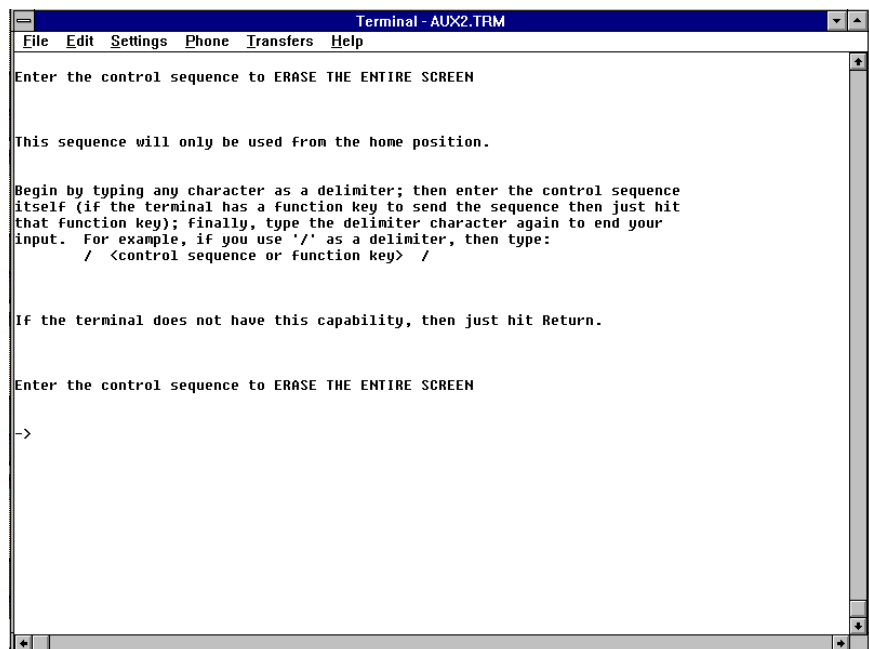 Terminal - AUX2.TRM
File Edit Settings Phone Transfers Help
Enter the control sequence to ERASE THE ENTIRE SCREEN
This sequence will only be used from the home position.
Begin by typing any character as a delimiter; then enter the control sequence
itself (if the terminal has a function key to send the sequence then just hit
that function key); finally, type the delimiter character again to end your
input.  For example, if you use '/' as a delimiter, then type:
/  <control sequence or function key>  /
If the terminal does not have this capability, then just hit Return.
Enter the control sequence to ERASE THE ENTIRE SCREEN
->